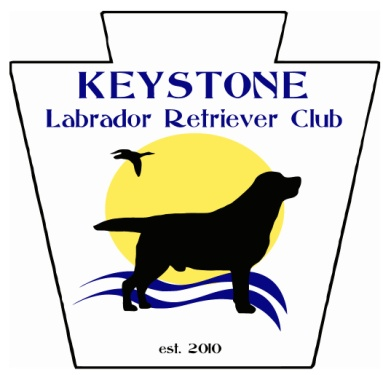 KEYSTONE
Labrador Retriever Club
est. 2010